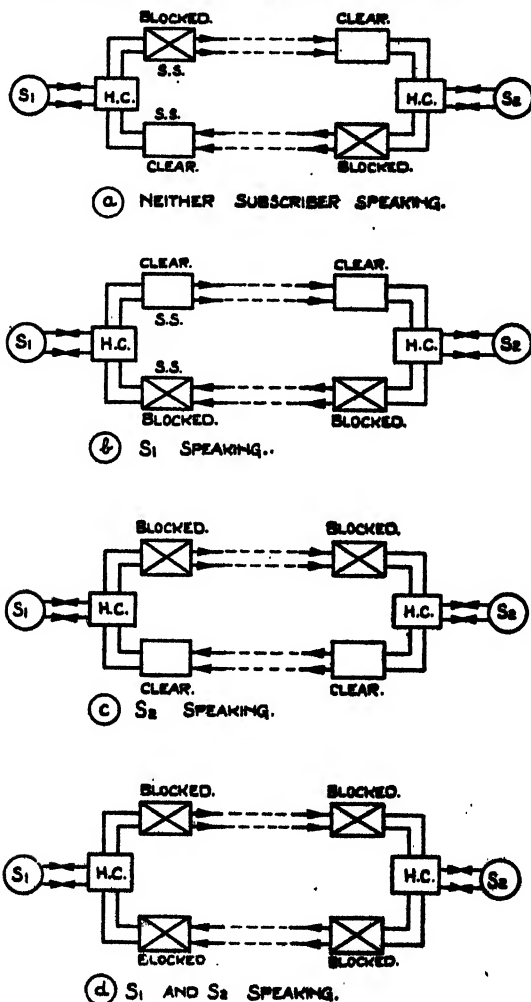 BLOCKED. CLEAR.
S.S.
S1 H.C. H.C. S2
S.S.
CLEAR. BLOCKED.
a NEITHER SUBSCRIBER SPEAKING.
CLEAR. CLEAR.
S.S.
S1 H.C. H.C. S2
S.S.
BLOCKED. BLOCKED.
b S1 SPEAKING..
BLOCKED. BLOCKED.
S1 H.C. H.C. S2
CLEAR. CLEAR.
c S2 SPEAKING.
BLOCKED. BLOCKED.
S1 H.C. H.C. S2
BLOCKED BLOCKED.
d S1 AND S2 SPEAKING.